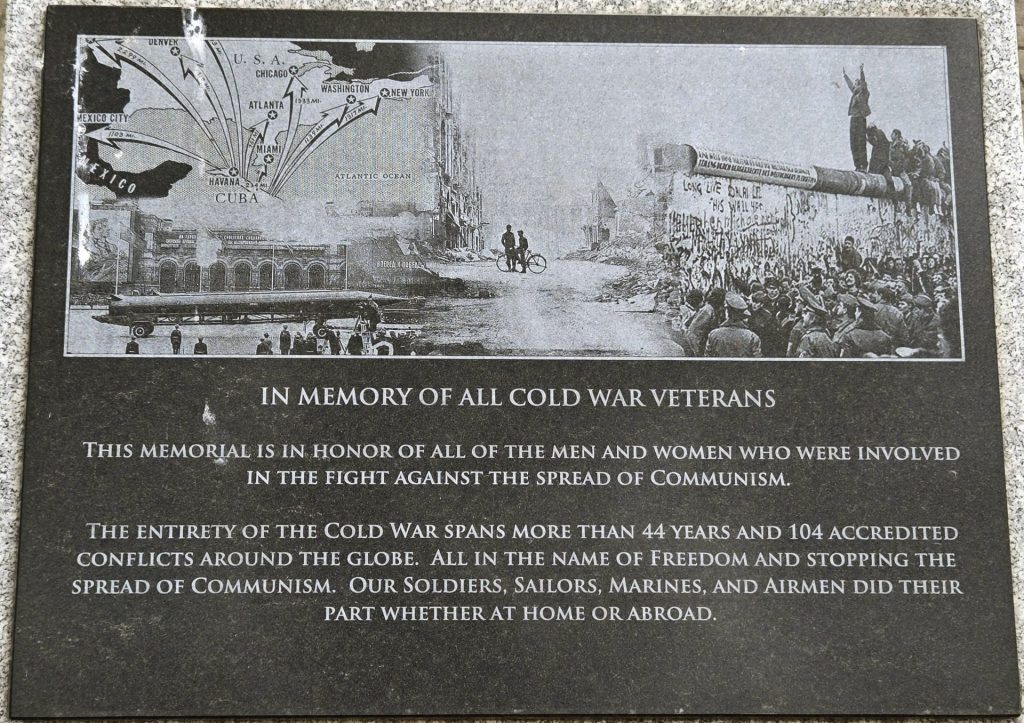 DENVER
U. S. A.
CHICAGO
WASHINGTON
NEW YORK
ATLANTA
MEXICO CITY
MIAMI
1103 MI.
HAVANA
ATLANTIC OCEAN
MEXICO
CUBA
LONG LIVE
IN MEMORY OF ALL COLD WAR VETERANS
THIS MEMORIAL IS IN HONOR OF ALL OF THE MEN AND WOMEN WHO WERE INVOLVED
IN THE FIGHT AGAINST THE SPREAD OF COMMUNISM.
THE ENTIRETY OF THE COLD WAR SPANS MORE THAN 44 YEARS AND 104 ACCREDITED
CONFLICTS AROUND THE GLOBE. ALL IN THE NAME OF FREEDOM AND STOPPING THE
SPREAD OF COMMUNISM. OUR SOLDIERS, SAILORS, MARINES, AND AIRMEN DID THEIR
PART WHETHER AT HOME OR ABROAD.